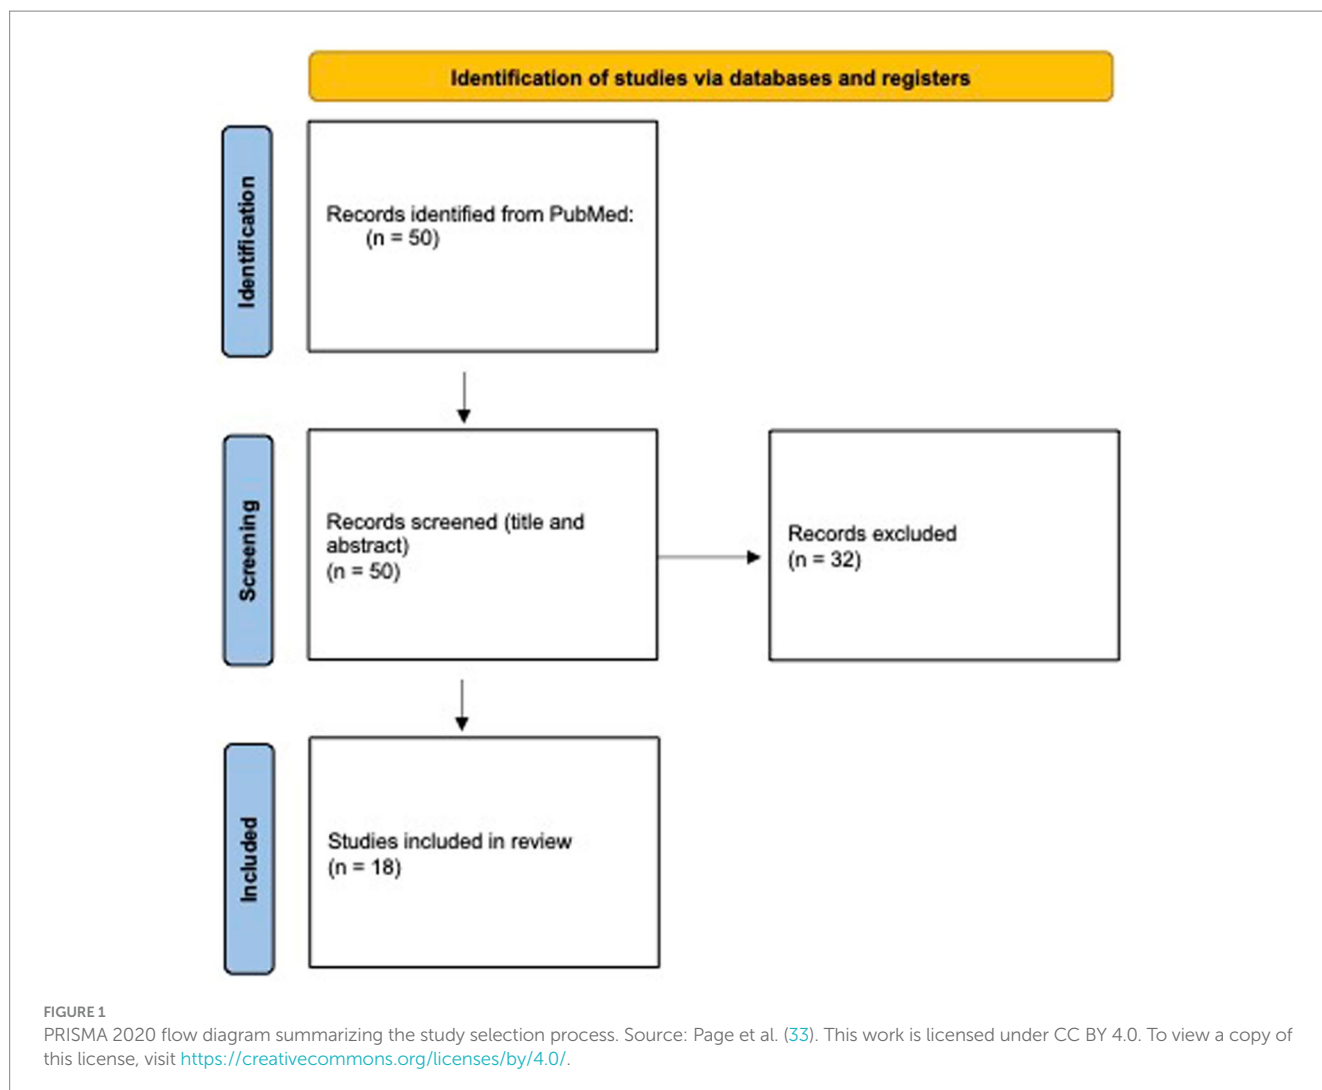 Identification of studies via databases and registers
Identification
Records identified from PubMed:
(n = 50)
Screening
Records screened (title and
abstract)
(n = 50)
Records excluded
(n = 32)
Included
Studies included in review
(n = 18)
FIGURE 1
PRISMA 2020 flow diagram summarizing the study selection process. Source: Page et al. (33). This work is licensed under CC BY 4.0. To view a copy of
this license, visit https://creativecommons.org/licenses/by/4.0/.